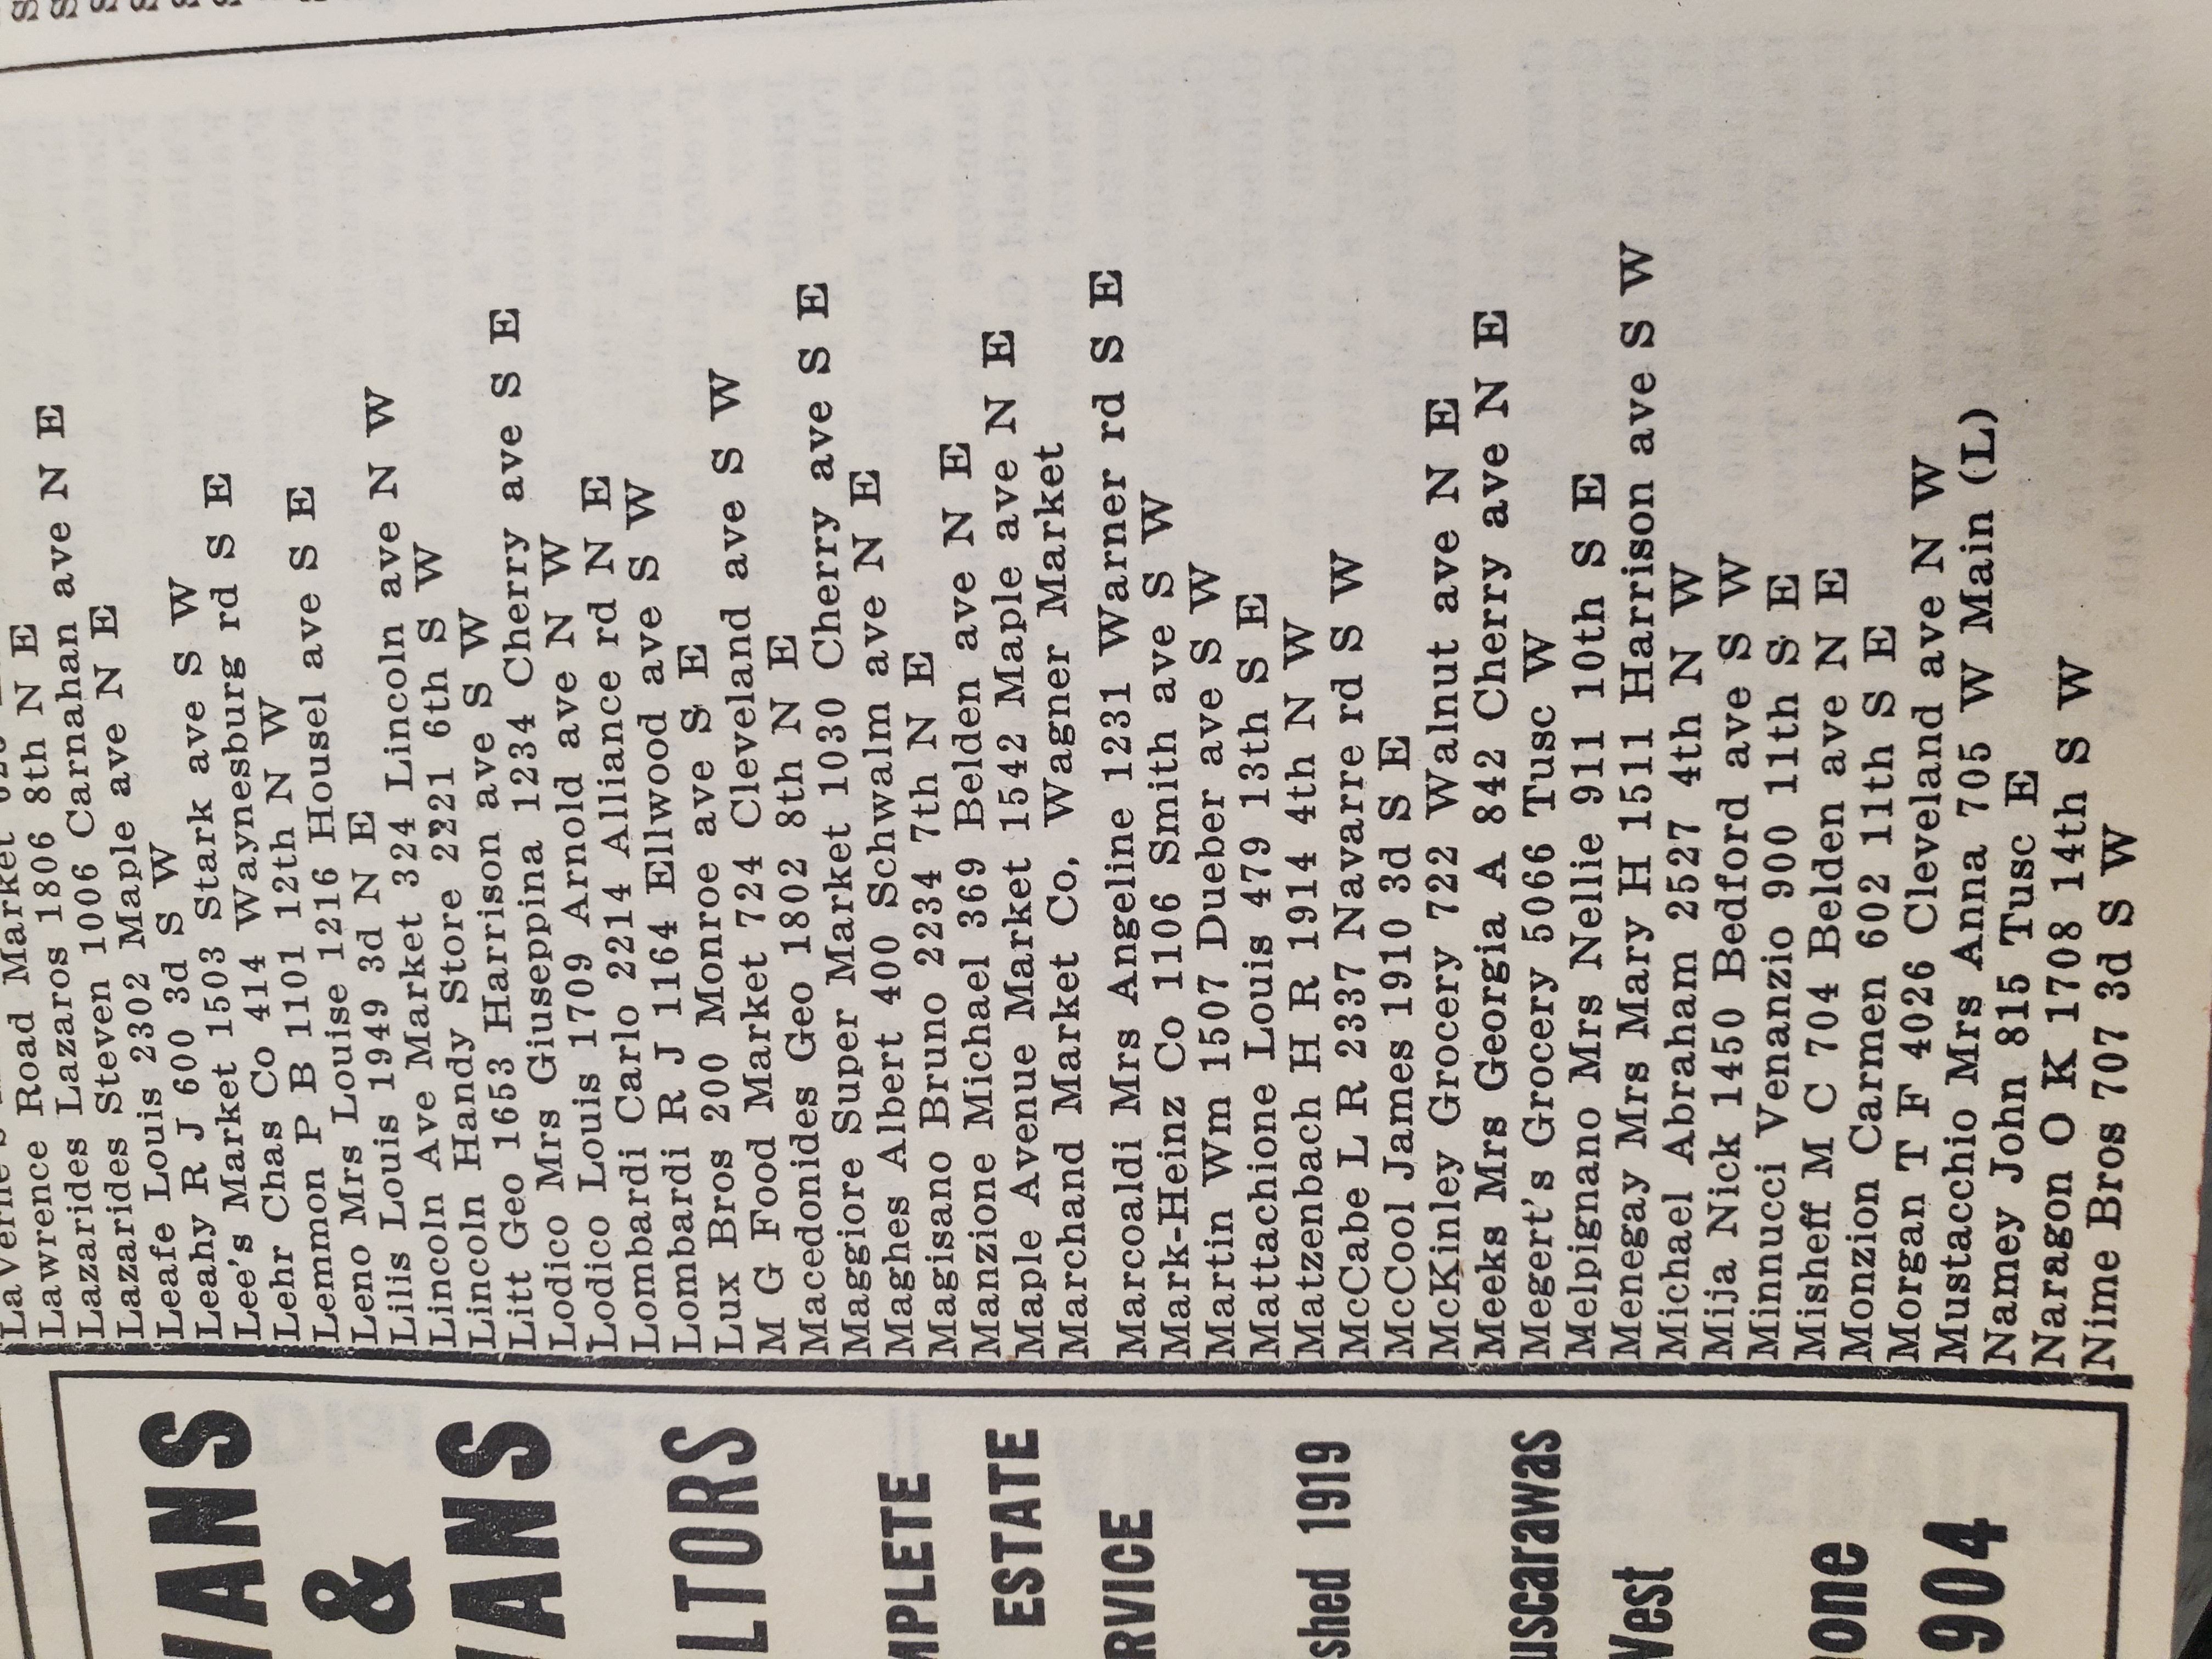 VANS
&
VANS
LTORS
MPLETE
ESTATE
RVICE
shed 1919
uscarawas
West
one
904
LaVerne's Market
Lawrence Road Market
Lazarides Lazaros 1806 8th N E
Lazarides Steven 1006 Carnahan ave N E
Leafe Louis 2302 Maple ave N E
Leahy R J 600 3d S W
Lee's Market 1503 Stark ave S W
Lehr Chas Co 414 Waynesburg rd S E
Lemmon P B 1101 12th N W
Leno Mrs Louise 1216 Housel ave S E
Lilis Louis 1949 3d N E
Lincoln Ave Market 324 Lincoln ave N W
Lincoln Handy Store 2221 6th S W
Litt Geo 1653 Harrison ave S W
Lodico Mrs Giuseppina 1234 Cherry ave S E
Lodico Louis 1709 Arnold ave N W
Lombardi Carlo 2214 Alliance rd N E
Lombardi R J 1164 Ellwood ave S W
Lux Bros 200 Monroe ave S E
M G Food Market 724 Cleveland ave S W
Macedonides Geo 1802 8th N E
Maggiore Super Market 1030 Cherry ave S E
Maghes Albert 400 Schwalm ave N E
Magisano Bruno 2234 7th N E
Manzione Michael 369 Belden ave N E
Maple Avenue Market 1542 Maple ave N E
Marchand Market Co, Wagner Market
Marcoaldi Mrs Angeline 1231 Warner rd S E
Mark-Heinz Co 1106 Smith ave S W
Martin Wm 1507 Dueber ave S W
Mattachione Louis 479 13th S E
Matzenbach H R 1914 4th N W
McCabe L R 2337 Navarre rd S W
McCool James 1910 3d S E
McKinley Grocery 722 Walnut ave N E
Meeks Mrs Georgia A 842 Cherry ave N E
Megert's Grocery 5066 Tusc W
Melpignano Mrs Nellie 911 10th S E
Menegay Mrs Mary H 1511 Harrison ave S W
Michael Abraham 2527 4th N W
Mija Nick 1450 Bedford ave S W
Minnucci Venanzio 900 11th S E
Misheff M C 704 Belden ave N E
Monzion Carmen 602 11th S E
Morgan T F 4026 Cleveland ave N W
Mustacchio Mrs Anna 705 W Main (L)
Namey John 815 Tusc E
Naragon O K 1708 14th S W
Nime Bros 707 3d S W